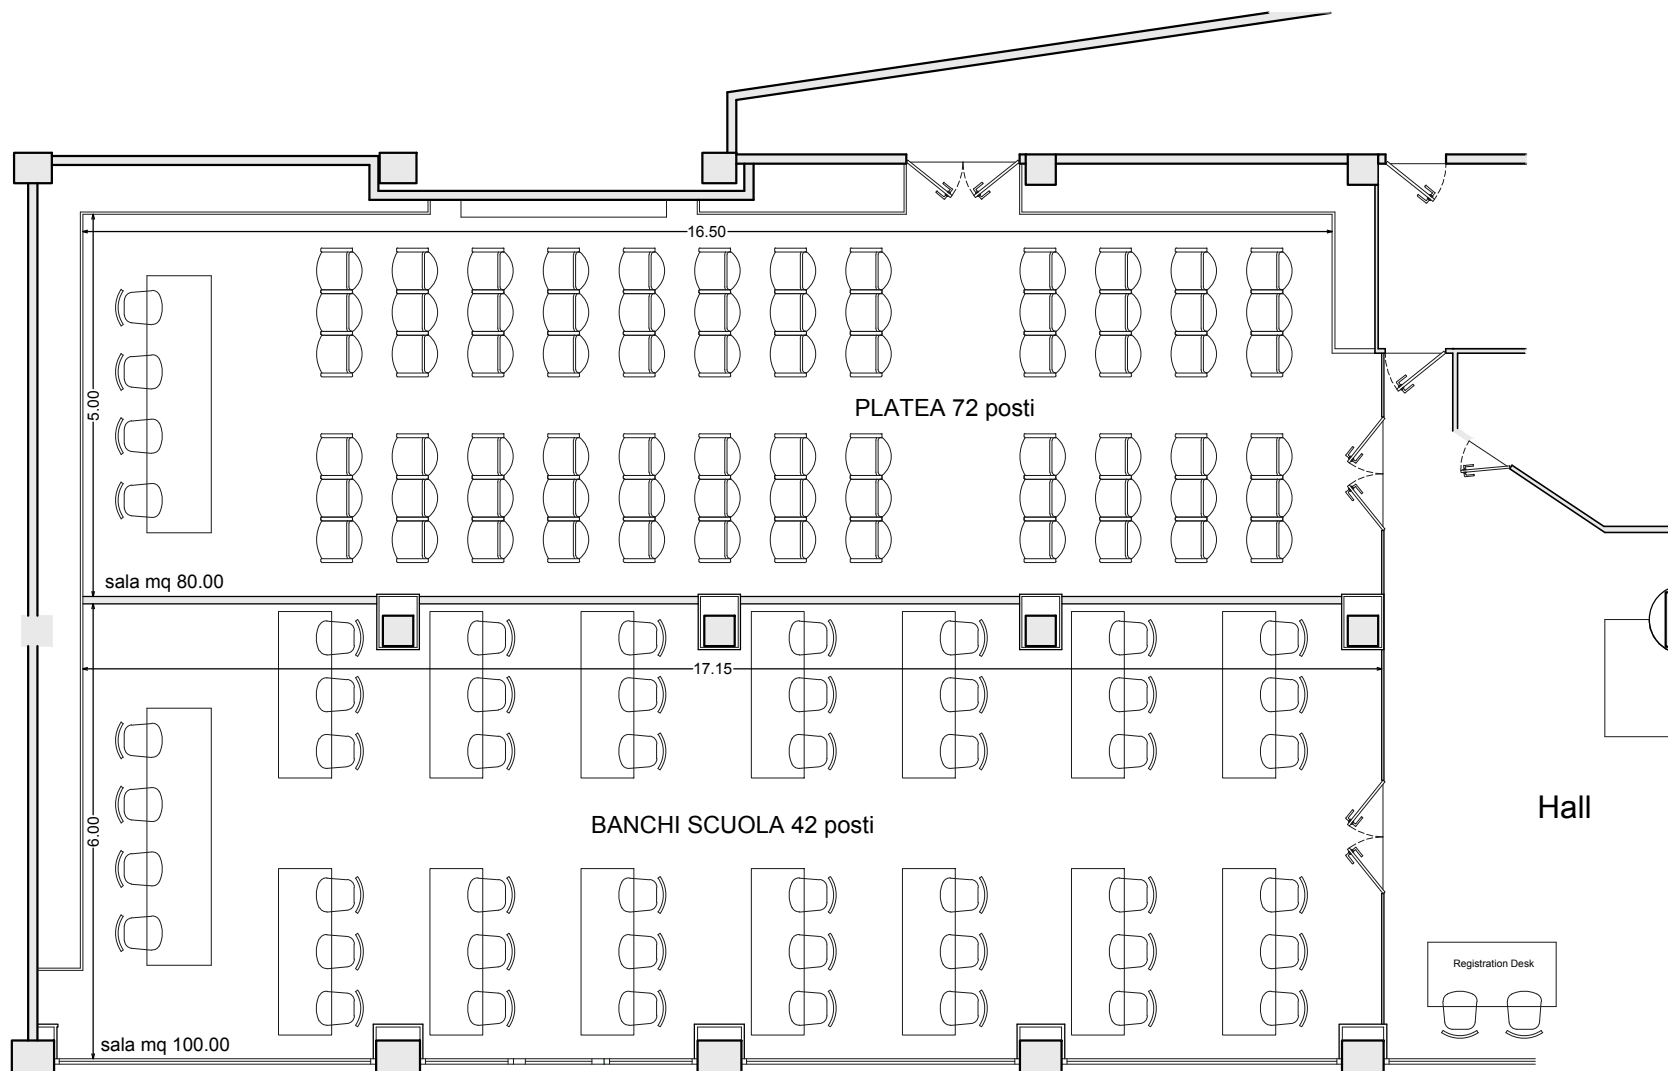 16.50
5.00
PLATEA 72 posti
sala mq 80.00
17.15
6.00
BANCHI SCUOLA 42 posti
Hall
Registration Desk
sala mq 100.00